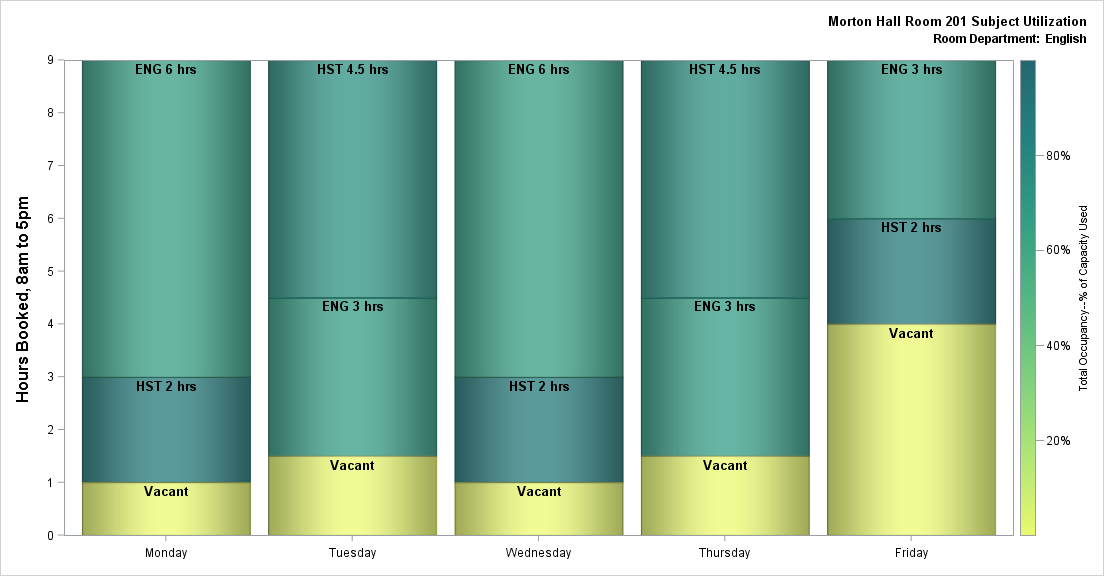 Morton Hall Room 201 Subject Utilization
Room Department: English
Hours Booked, 8am to 5pm
9
8
7
6
5
4
3
2
1
0
ENG 6 hrs
HST 2 hrs
Vacant
HST 4.5 hrs
ENG 3 hrs
Vacant
ENG 6 hrs
HST 2 hrs
Vacant
HST 4.5 hrs
ENG 3 hrs
Vacant
ENG 3 hrs
HST 2 hrs
Vacant
Monday
Tuesday
Wednesday
Thursday
Friday
80%
60%
40%
20%
Total Occupancy--% of Capacity Used